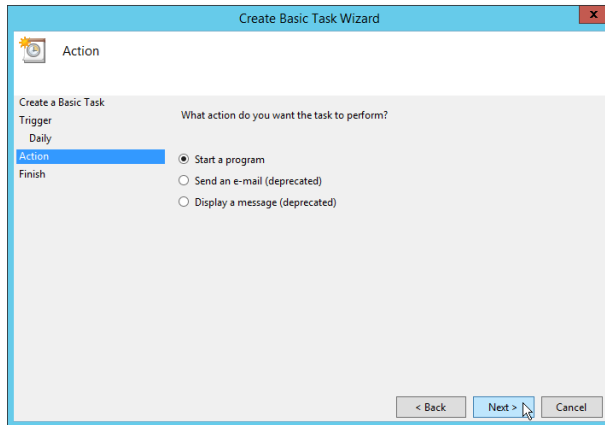 Create Basic Task Wizard
x
Action
Create a Basic Task
Trigger
Daily
Action
Finish
What action do you want the task to perform?
Start a program
Send an e-mail (deprecated)
Display a message (deprecated)
< Back
Next >
Cancel